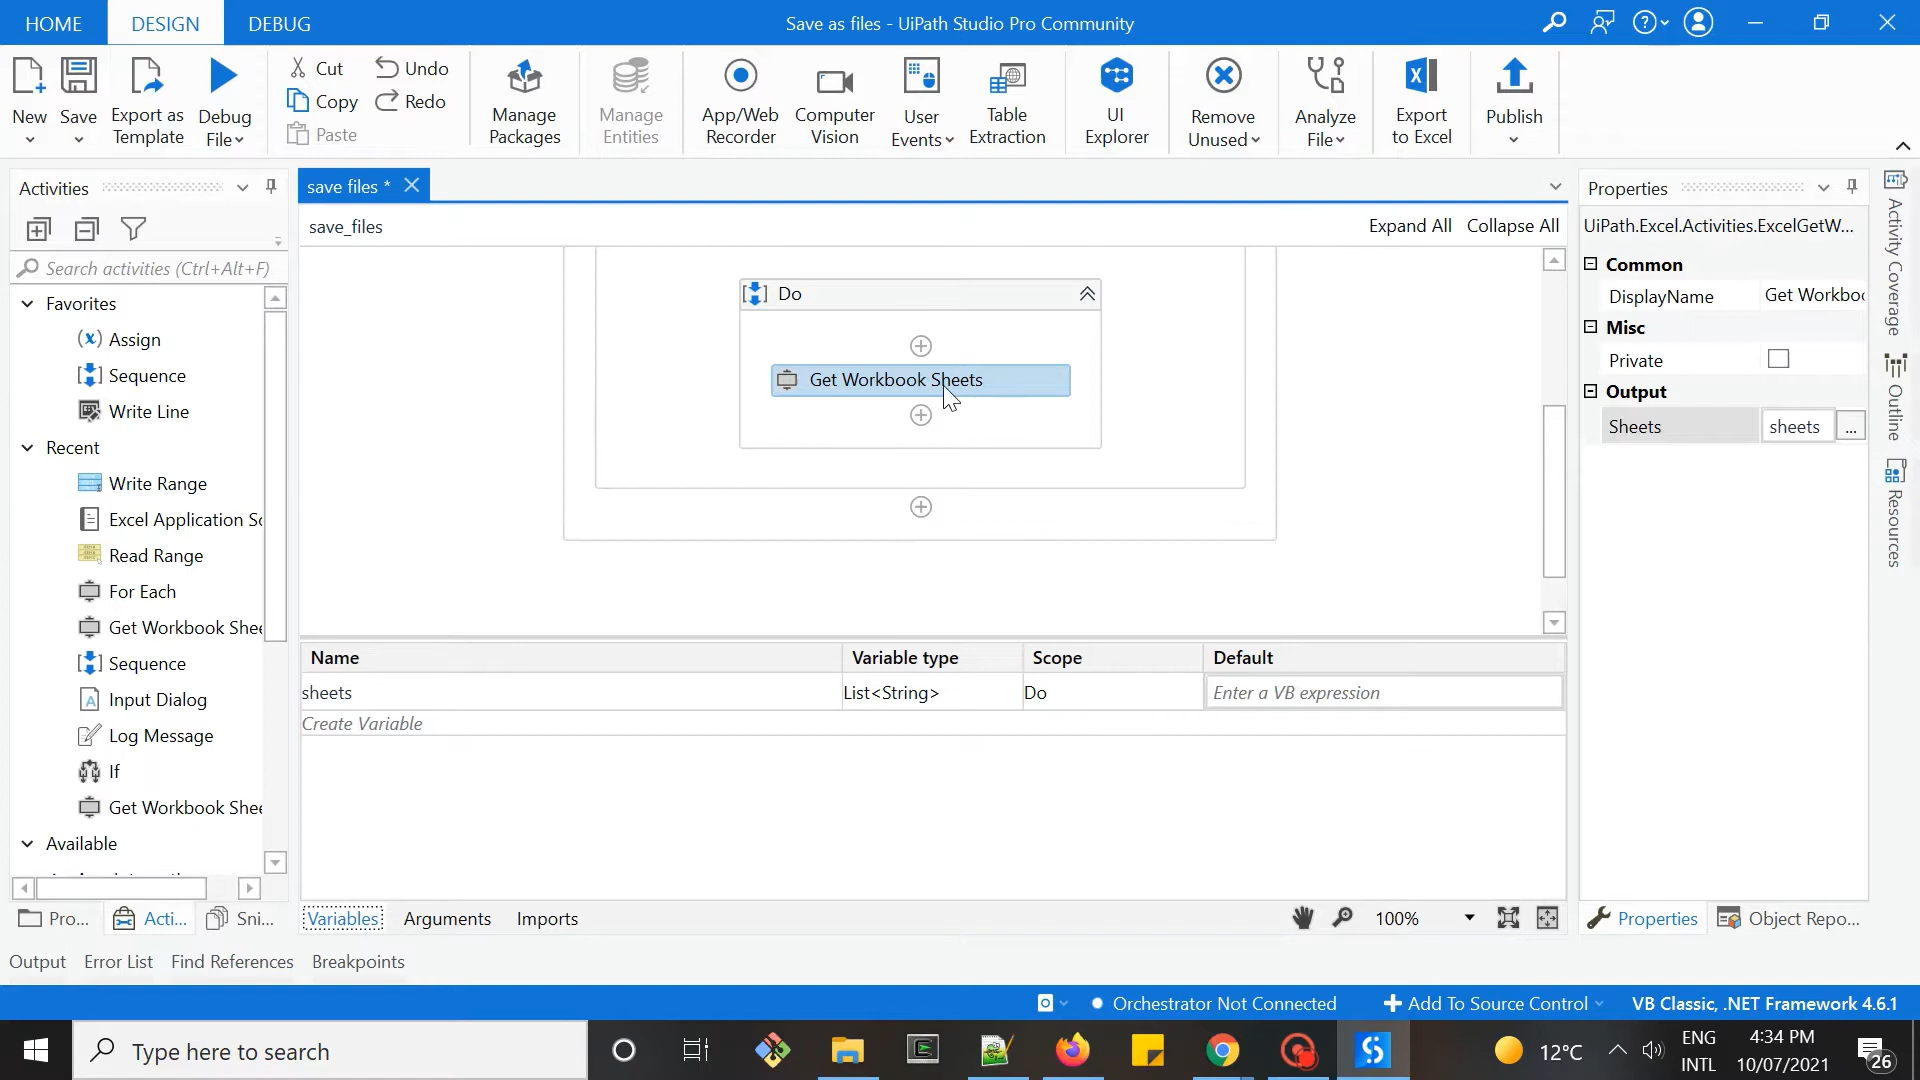 HOME DESIGN DEBUG Save as files - UiPath Studio Pro Community
New Save Export as Template Debug File Cut Copy Paste Undo Redo Manage Packages Manage Entities App/Web Recorder Computer Vision User Events Table Extraction UI Explorer Remove Unused Analyze File Export to Excel Publish
Activities
Search activities (Ctrl+Alt+F)
Favorites
Assign
Sequence
Write Line
Recent
Write Range
Excel Application Sc
Read Range
For Each
Get Workbook Shee
Sequence
Input Dialog
Log Message
If
Get Workbook Shee
Available
Pro... Acti... Sni...
save files *
save_files Expand All Collapse All
Do
Get Workbook Sheets
Name Variable type Scope Default
sheets List<String> Do Enter a VB expression
Create Variable
Variables Arguments Imports 100%
Properties
UiPath.Excel.Activities.ExcelGetW...
Common
DisplayName Get Workboo
Misc
Private
Output
Sheets sheets ...
Properties Object Repo...
Activity Coverage
Outline
Resources
Output Error List Find References Breakpoints
Orchestrator Not Connected Add To Source Control VB Classic, .NET Framework 4.6.1
Type here to search 12°C ENG INTL 4:34 PM 10/07/2021 26